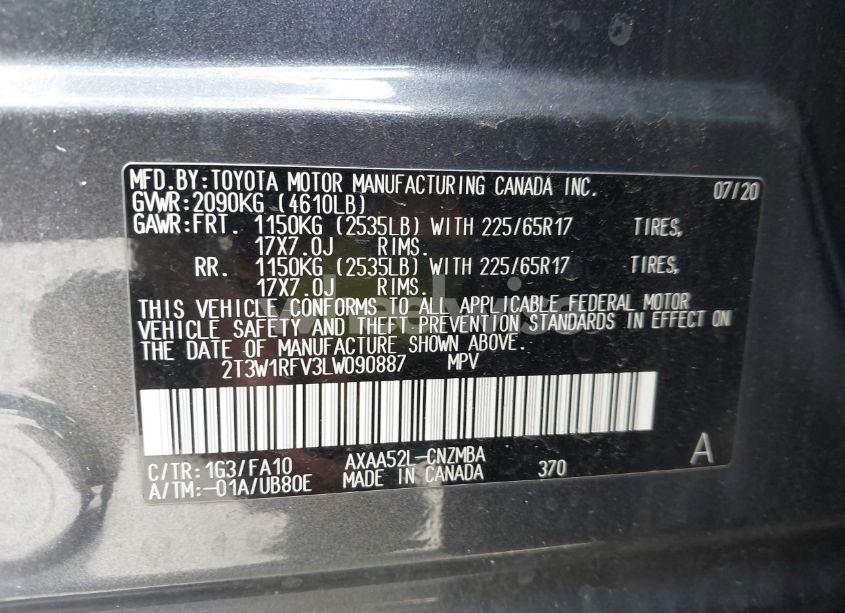 MFD.BY:TOYOTA MOTOR MANUFACTURING CANADA INC. 07/20
GVWR:2090KG (4610LB)
GAWR:FRT. 1150KG (2535LB) WITH 225/65R17 TIRES,
17X7.0J RIMS.
RR. 1150KG (2535LB) WITH 225/65R17 TIRES,
17X7.0J RIMS.
THIS VEHICLE CONFORMS TO ALL APPLICABLE FEDERAL MOTOR
VEHICLE SAFETY AND THEFT PREVENTION STANDARDS IN EFFECT ON
THE DATE OF MANUFACTURE SHOWN ABOVE.
2T3W1RFV3LW090887 MPV
A
C/TR:1G3/FA10 AXAA52L-CNZMBA
A/TM:-01A/UB80E MADE IN CANADA 370